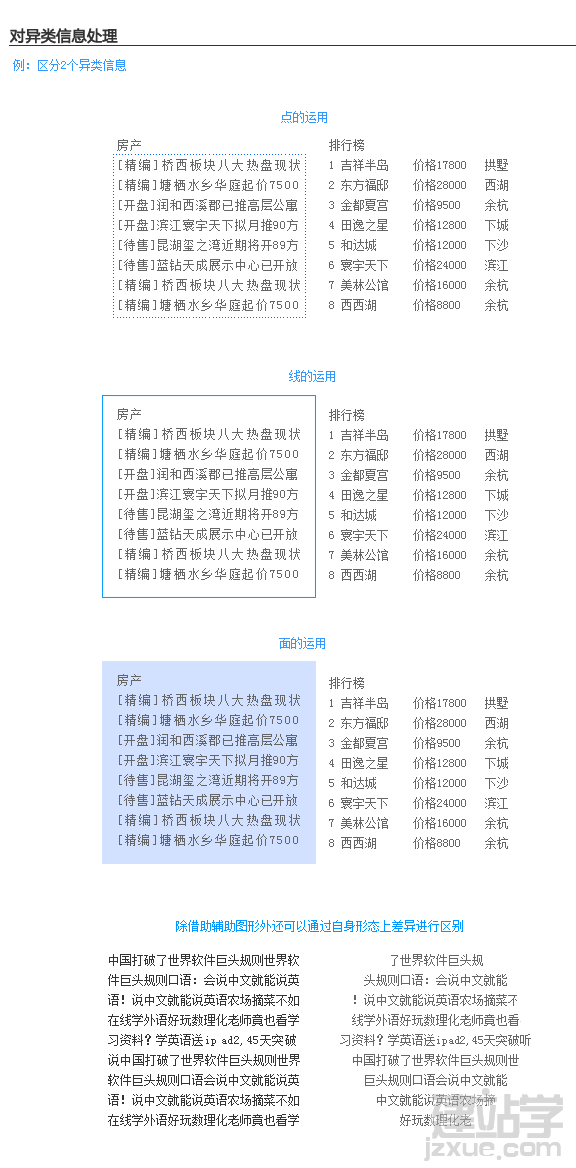 对异类信息处理
例：区分2个异类信息
点的运用
房产
[精编]桥西板块八大热盘现状
[精编]塘栖水乡华庭起价7500
[开盘]润和西溪郡已推高层公寓
[开盘]滨江寰宇天下拟月推90方
[待售]昆湖玺之湾近期将开89方
[待售]蓝钻天成展示中心已开放
[精编]桥西板块八大热盘现状
[精编]塘栖水乡华庭起价7500
排行榜
1 吉祥半岛 价格17800 拱墅
2 东方福邸 价格28000 西湖
3 金都夏宫 价格9500 余杭
4 田逸之星 价格12800 下城
5 和达城 价格12000 下沙
6 寰宇天下 价格24000 滨江
7 美林公馆 价格16000 余杭
8 西西湖 价格8800 余杭
线的运用
房产
[精编]桥西板块八大热盘现状
[精编]塘栖水乡华庭起价7500
[开盘]润和西溪郡已推高层公寓
[开盘]滨江寰宇天下拟月推90方
[待售]昆湖玺之湾近期将开89方
[待售]蓝钻天成展示中心已开放
[精编]桥西板块八大热盘现状
[精编]塘栖水乡华庭起价7500
排行榜
1 吉祥半岛 价格17800 拱墅
2 东方福邸 价格28000 西湖
3 金都夏宫 价格9500 余杭
4 田逸之星 价格12800 下城
5 和达城 价格12000 下沙
6 寰宇天下 价格24000 滨江
7 美林公馆 价格16000 余杭
8 西西湖 价格8800 余杭
面的运用
房产
[精编]桥西板块八大热盘现状
[精编]塘栖水乡华庭起价7500
[开盘]润和西溪郡已推高层公寓
[开盘]滨江寰宇天下拟月推90方
[待售]昆湖玺之湾近期将开89方
[待售]蓝钻天成展示中心已开放
[精编]桥西板块八大热盘现状
[精编]塘栖水乡华庭起价7500
排行榜
1 吉祥半岛 价格17800 拱墅
2 东方福邸 价格28000 西湖
3 金都夏宫 价格9500 余杭
4 田逸之星 价格12800 下城
5 和达城 价格12000 下沙
6 寰宇天下 价格24000 滨江
7 美林公馆 价格16000 余杭
8 西西湖 价格8800 余杭
除借助辅助图形外还可以通过自身形态上差异进行区别
中国打破了世界软件巨头规则世界软
件巨头规则口语：会说中文就能说英
语！说中文就能说英语农场摘菜不如
在线学外语好玩数理化老师竟也看学
习资料？学英语送ip ad2,45天突破
说中国打破了世界软件巨头规则世界
软件巨头规则口语会说中文就能说英
语！说中文就能说英语农场摘菜不如
在线学外语好玩数理化老师竟也看学
了世界软件巨头规
头规则口语：会说中文就能
！说中文就能说英语农场摘菜不
线学外语好玩数理化老师竟也看
习资料？学英语送ipad2,45天突破听
中国打破了世界软件巨头规则世
巨头规则口语会说中文就能
中文就能说英语农场摘
好玩数理化老
建站学
jzxue.com